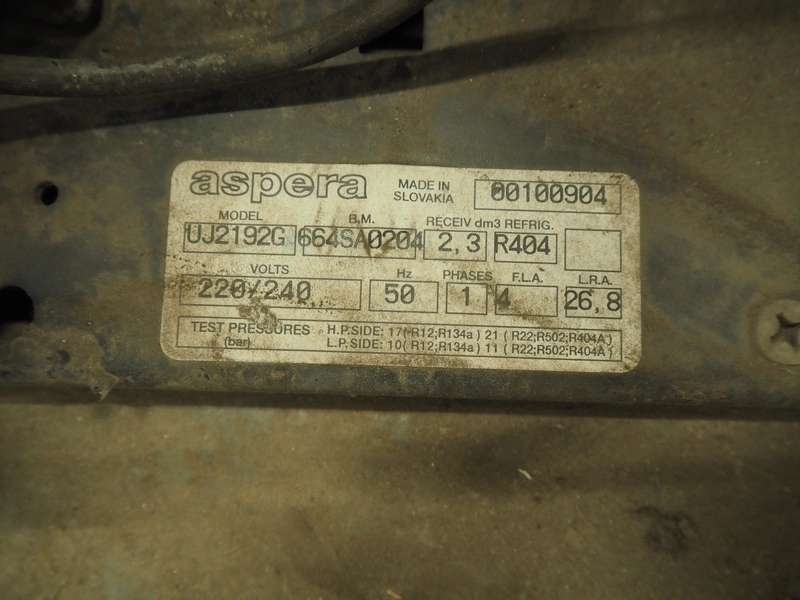 aspera MADE IN SLOVAKIA 00100904
MODEL B.M. RECEIV dm3 REFRIG.
UJ2192G 664SA0204 2,3 R404
VOLTS Hz PHASES F.L.A. L.R.A.
220/240 50 1 4 26,8
TEST PRESSURES H.P.SIDE: 17(-R12;R134a) 21 (R22;R502;R404A)
(bar) L.P.SIDE: 10(R12;R134a) 11 (R22;R502;R404A)